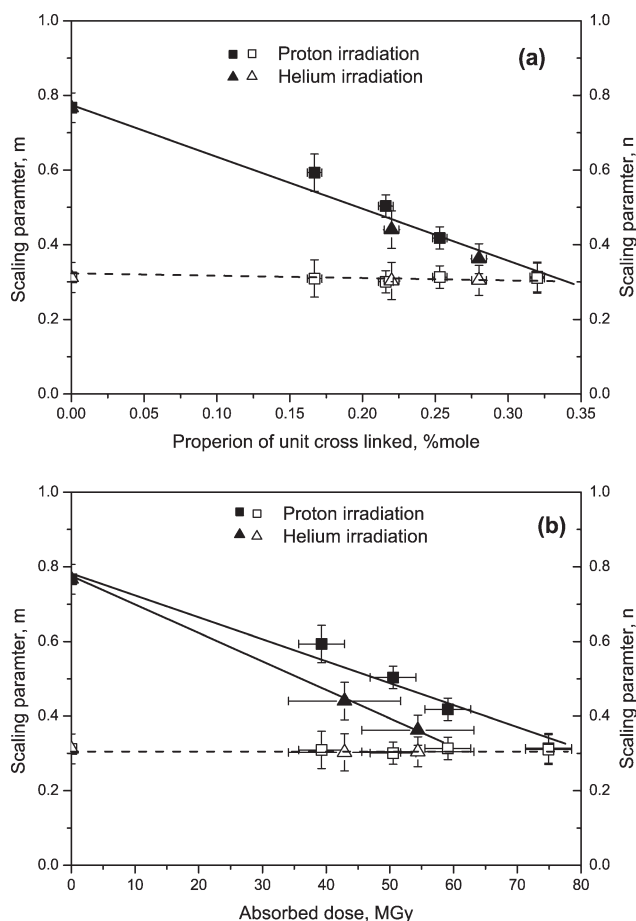 1.0
1.0
Proton irradiation
(a)
Helium irradiation
0.8
0.8
Scaling paramter, m
Scaling paramter, n
0.6
0.6
0.4
0.4
0.2
0.2
0.0
0.0
0.00 0.05 0.10 0.15 0.20 0.25 0.30 0.35
Properion of unit cross linked, %mole
1.0
1.0
Proton irradiation
(b)
Helium irradiation
0.8
0.8
Scaling paramter, m
Scaling paramter, n
0.6
0.6
0.4
0.4
0.2
0.2
0.0
0.0
0 10 20 30 40 50 60 70 80
Absorbed dose, MGy